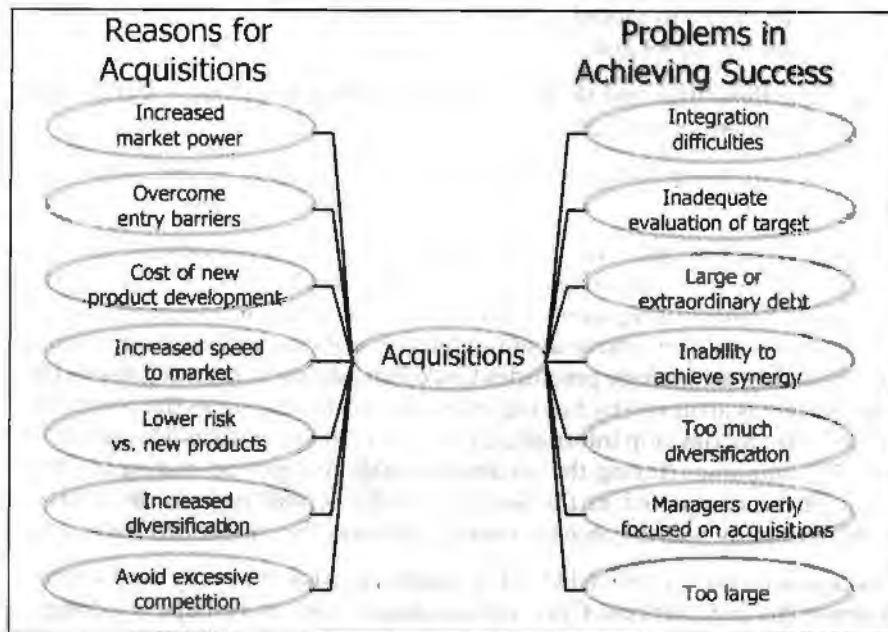 Reasons for
Acquisitions
Increased
market power
Overcome
entry barriers
Cost of new
product development
Increased speed
to market
Lower risk
vs. new products
Increased
diversification
Avoid excessive
competition
Acquisitions
Problems in
Achieving Success
Integration
difficulties
Inadequate
evaluation of target
Large or
extraordinary debt
Inability to
achieve synergy
Too much
diversification
Managers overly
focused on acquisitions
Too large